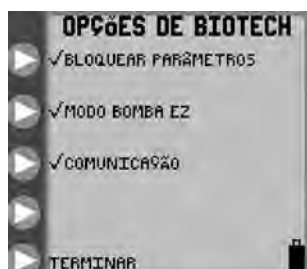 OPÇÕES DE BIOTECH
√BLOQUEAR PARÂMETROS
√MODO BOMBA EZ
√COMUNICAÇÃO
TERMINAR